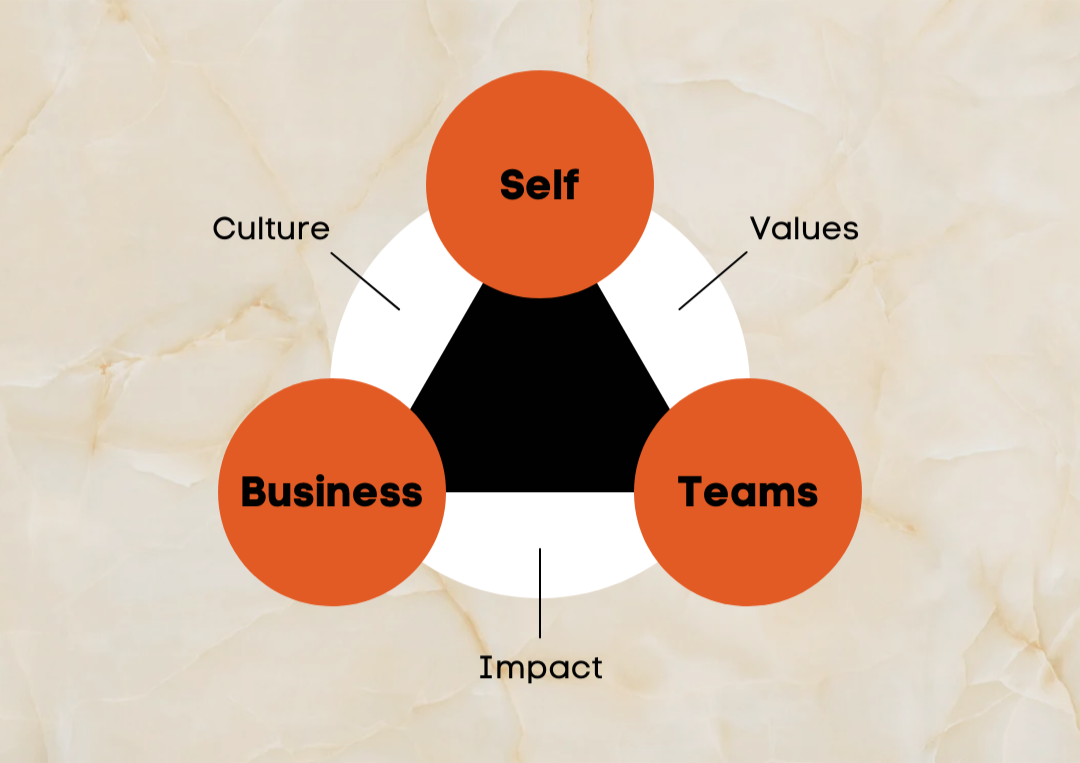 Self
Culture
Values
Business
Teams
Impact